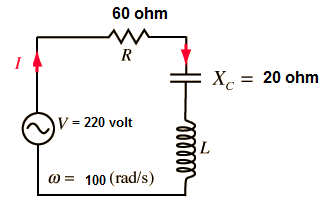 60 ohm
R
I
X_C = 20 ohm
V = 220 volt
L
ω = 100 (rad/s)